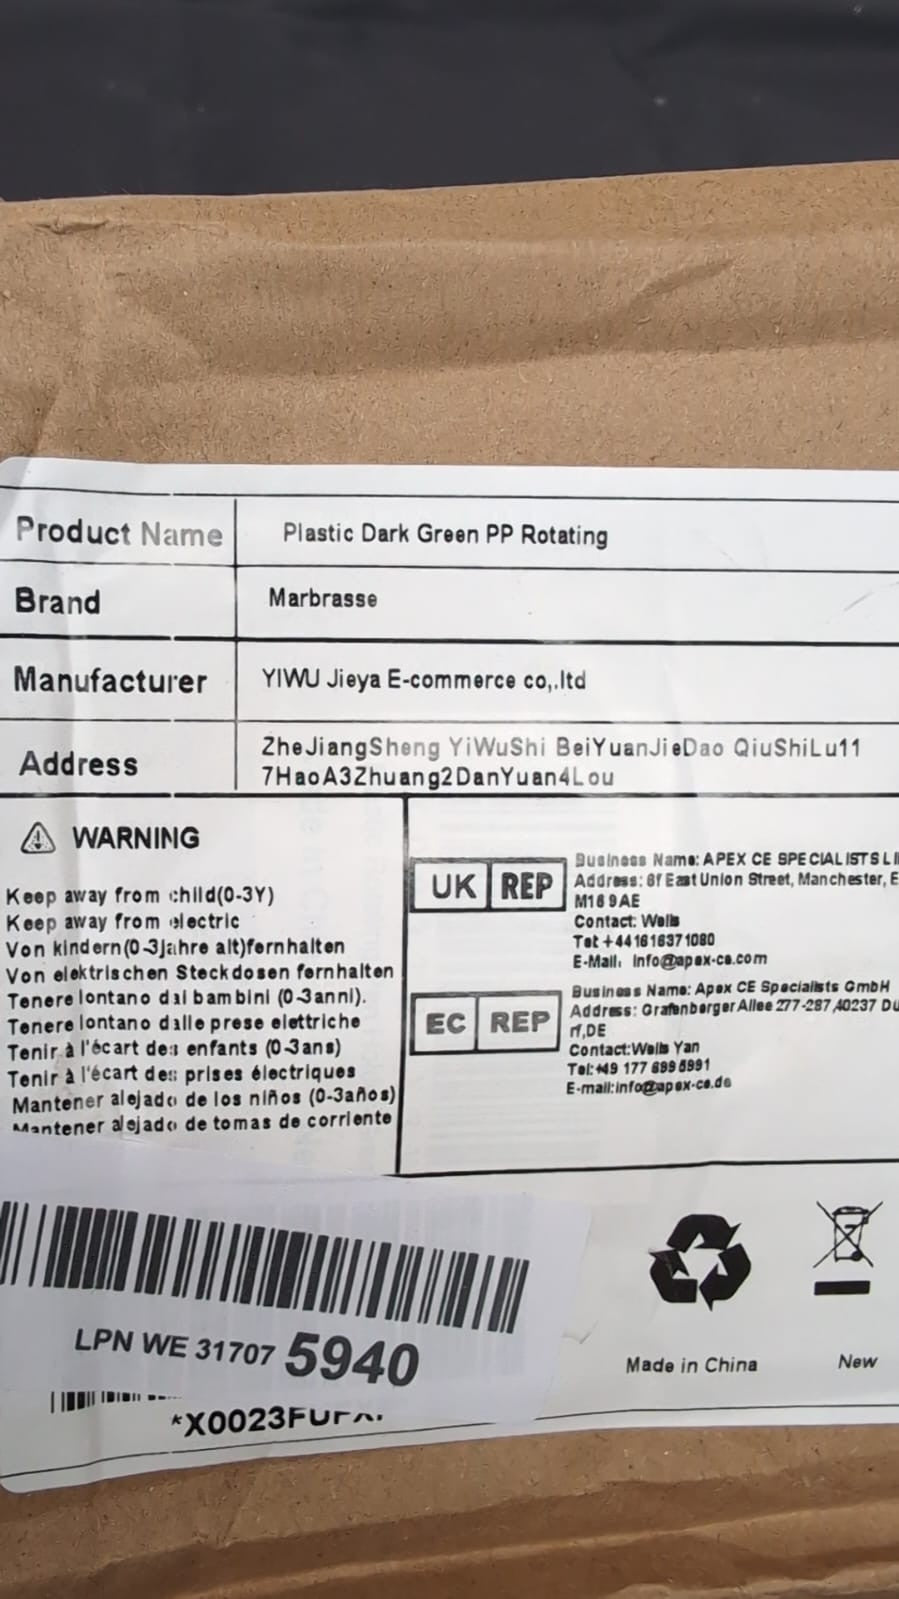 Product Name Plastic Dark Green PP Rotating
Brand Marbrasse
Manufacturer YIWU Jieya E-commerce co,.ltd
Address ZheJiangSheng YiWuShi BeiYuanJieDao QiuShiLu11
7HaoA3Zhuang2DanYuan4Lou
WARNING
Keep away from child(0-3Y)
Keep away from electric
Von kindern(0-3Jahre alt)fernhalten
Von elektrischen Steckdosen fernhalten
Tenere lontano dai bambini (0-3anni).
Tenere lontano dalle prese elettriche
Tenir à l'écart des enfants (0-3ans)
Tenir à l'écart des prises électriques
Mantener alejado de los niños (0-3años)
Mantener alejado de tomas de corriente
UK REP
Business Name: APEX CE SPECIALISTS
Address: 8f East Union Street, Manchester,
M16 9AE
Contact: Wells
Tel:+441616371080
E-Mail: info@apex-ce.com
EC REP
Business Name: Apex CE Specialists GmbH
Address: Grafenberger Allee 277-287,40237
rf,DE
Contact:Wells Yan
Tel:+49 177 699 8991
E-mail:info@apex-ce.de
LPN WE 31707 5940
Made in China
New